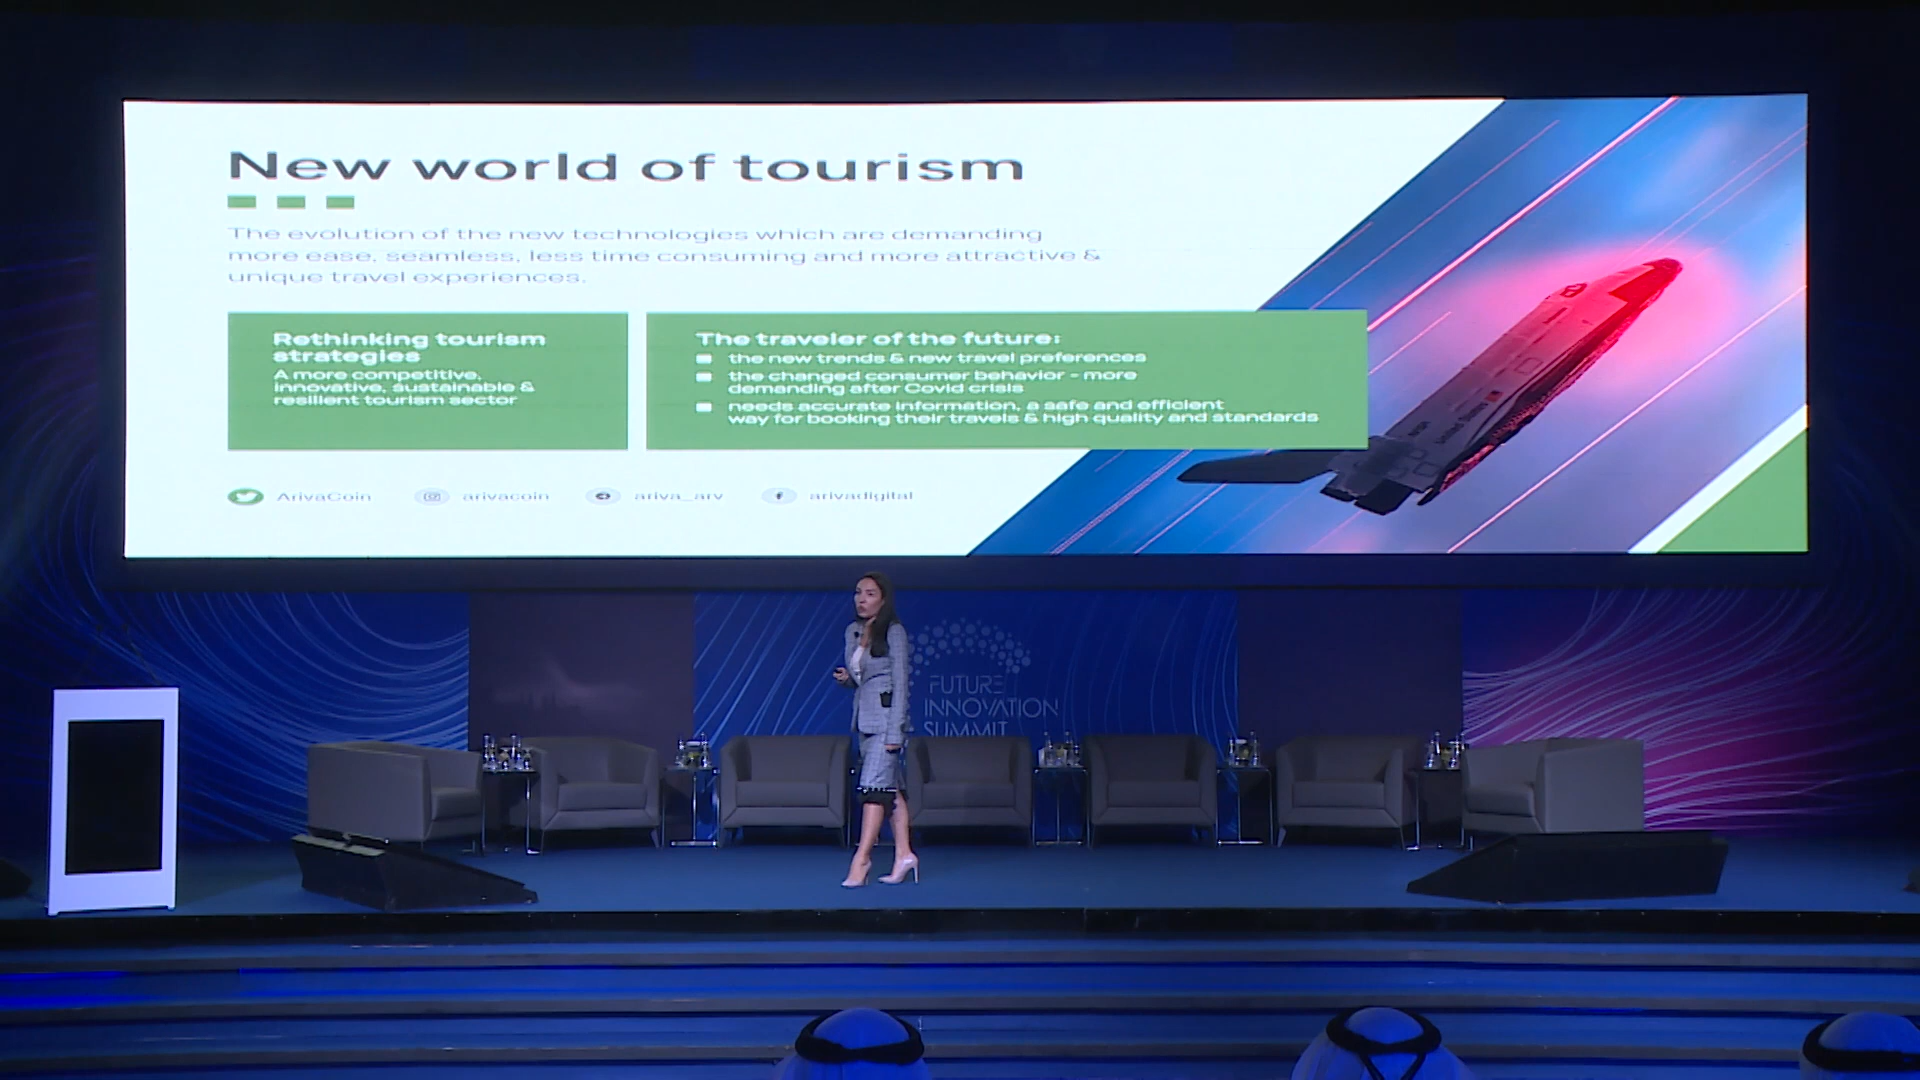 New world of tourism
The evolution of the new technologies which are demanding
more ease, seamless, less time consuming and more attractive &
unique travel experiences.
Rethinking tourism
strategies
A more competitive,
innovative, sustainable &
resilient tourism sector
The traveler of the future:
the new trends & new travel preferences
the changed consumer behavior - more
demanding after Covid crisis
needs accurate information, a safe and efficient
way for booking their travels & high quality and standards
ArivaCoin
arivacoin
ariva_arv
arivadigital
United States
FUTURE
INNOVATION
SUMMIT